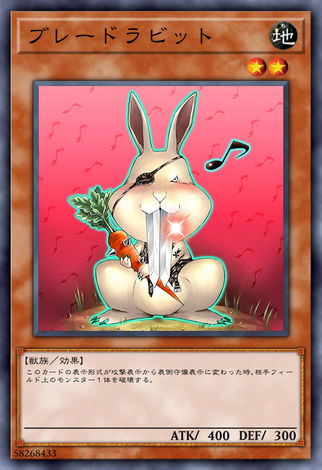 ブレードラビット
地
ち
【獣族/効果】
このカードの表示形式が攻撃表示から表側守備表示に変わった時、相手フィー
ルド上のモンスター1体を破壊する。
ATK/ 400 DEF/ 300
58268433